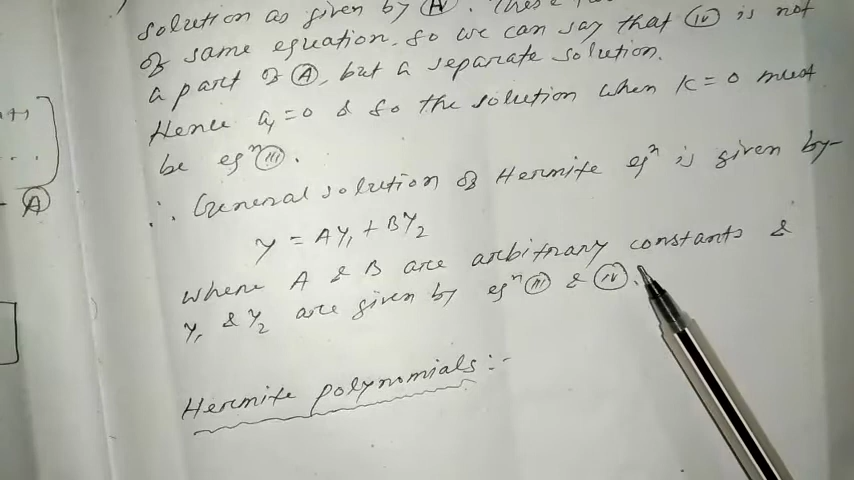 solution as given by (A). These
of same equation. so we can say that (IV) is not
a part of (A), but a separate solution.
Hence a₁ = 0 & so the solution when K = 0 must
be eqⁿ (III).
∴ General solution of Hermite eqⁿ is given by-
y = Ay₁ + By₂
where A & B are arbitrary constants &
y₁ & y₂ are given by eqⁿ (III) & (IV).
Hermite polynomials :-
(A)